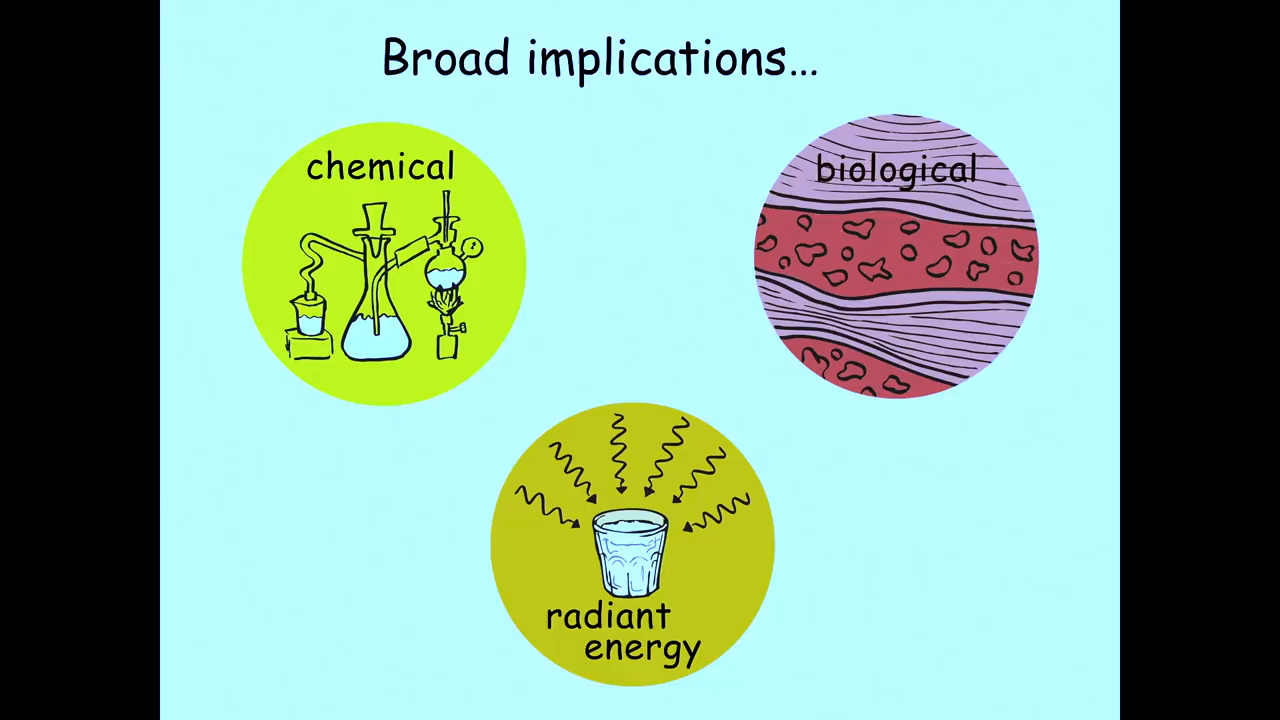 Broad implications...
chemical
biological
radiant
energy